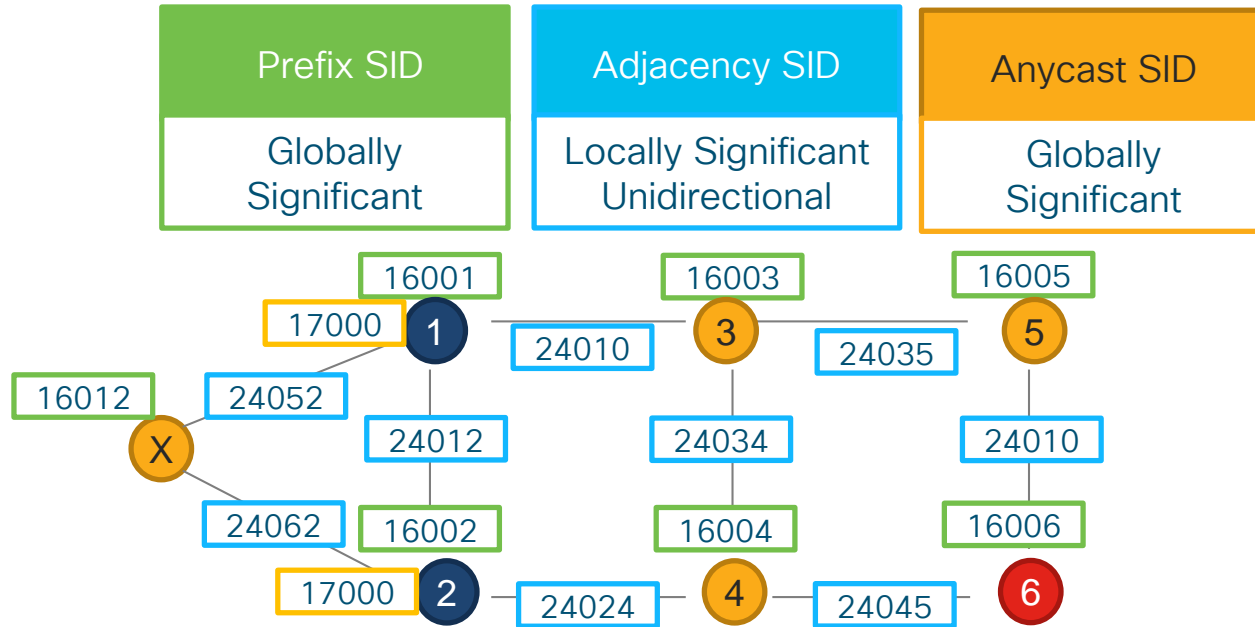 Prefix SID
Globally
Significant
Adjacency SID
Locally Significant
Unidirectional
Anycast SID
Globally
Significant
16001
16003
16005
17000
1
3
5
24010
24035
16012
24052
X
24012
24034
24010
24062
16002
16004
16006
17000
2
4
6
24024
24045